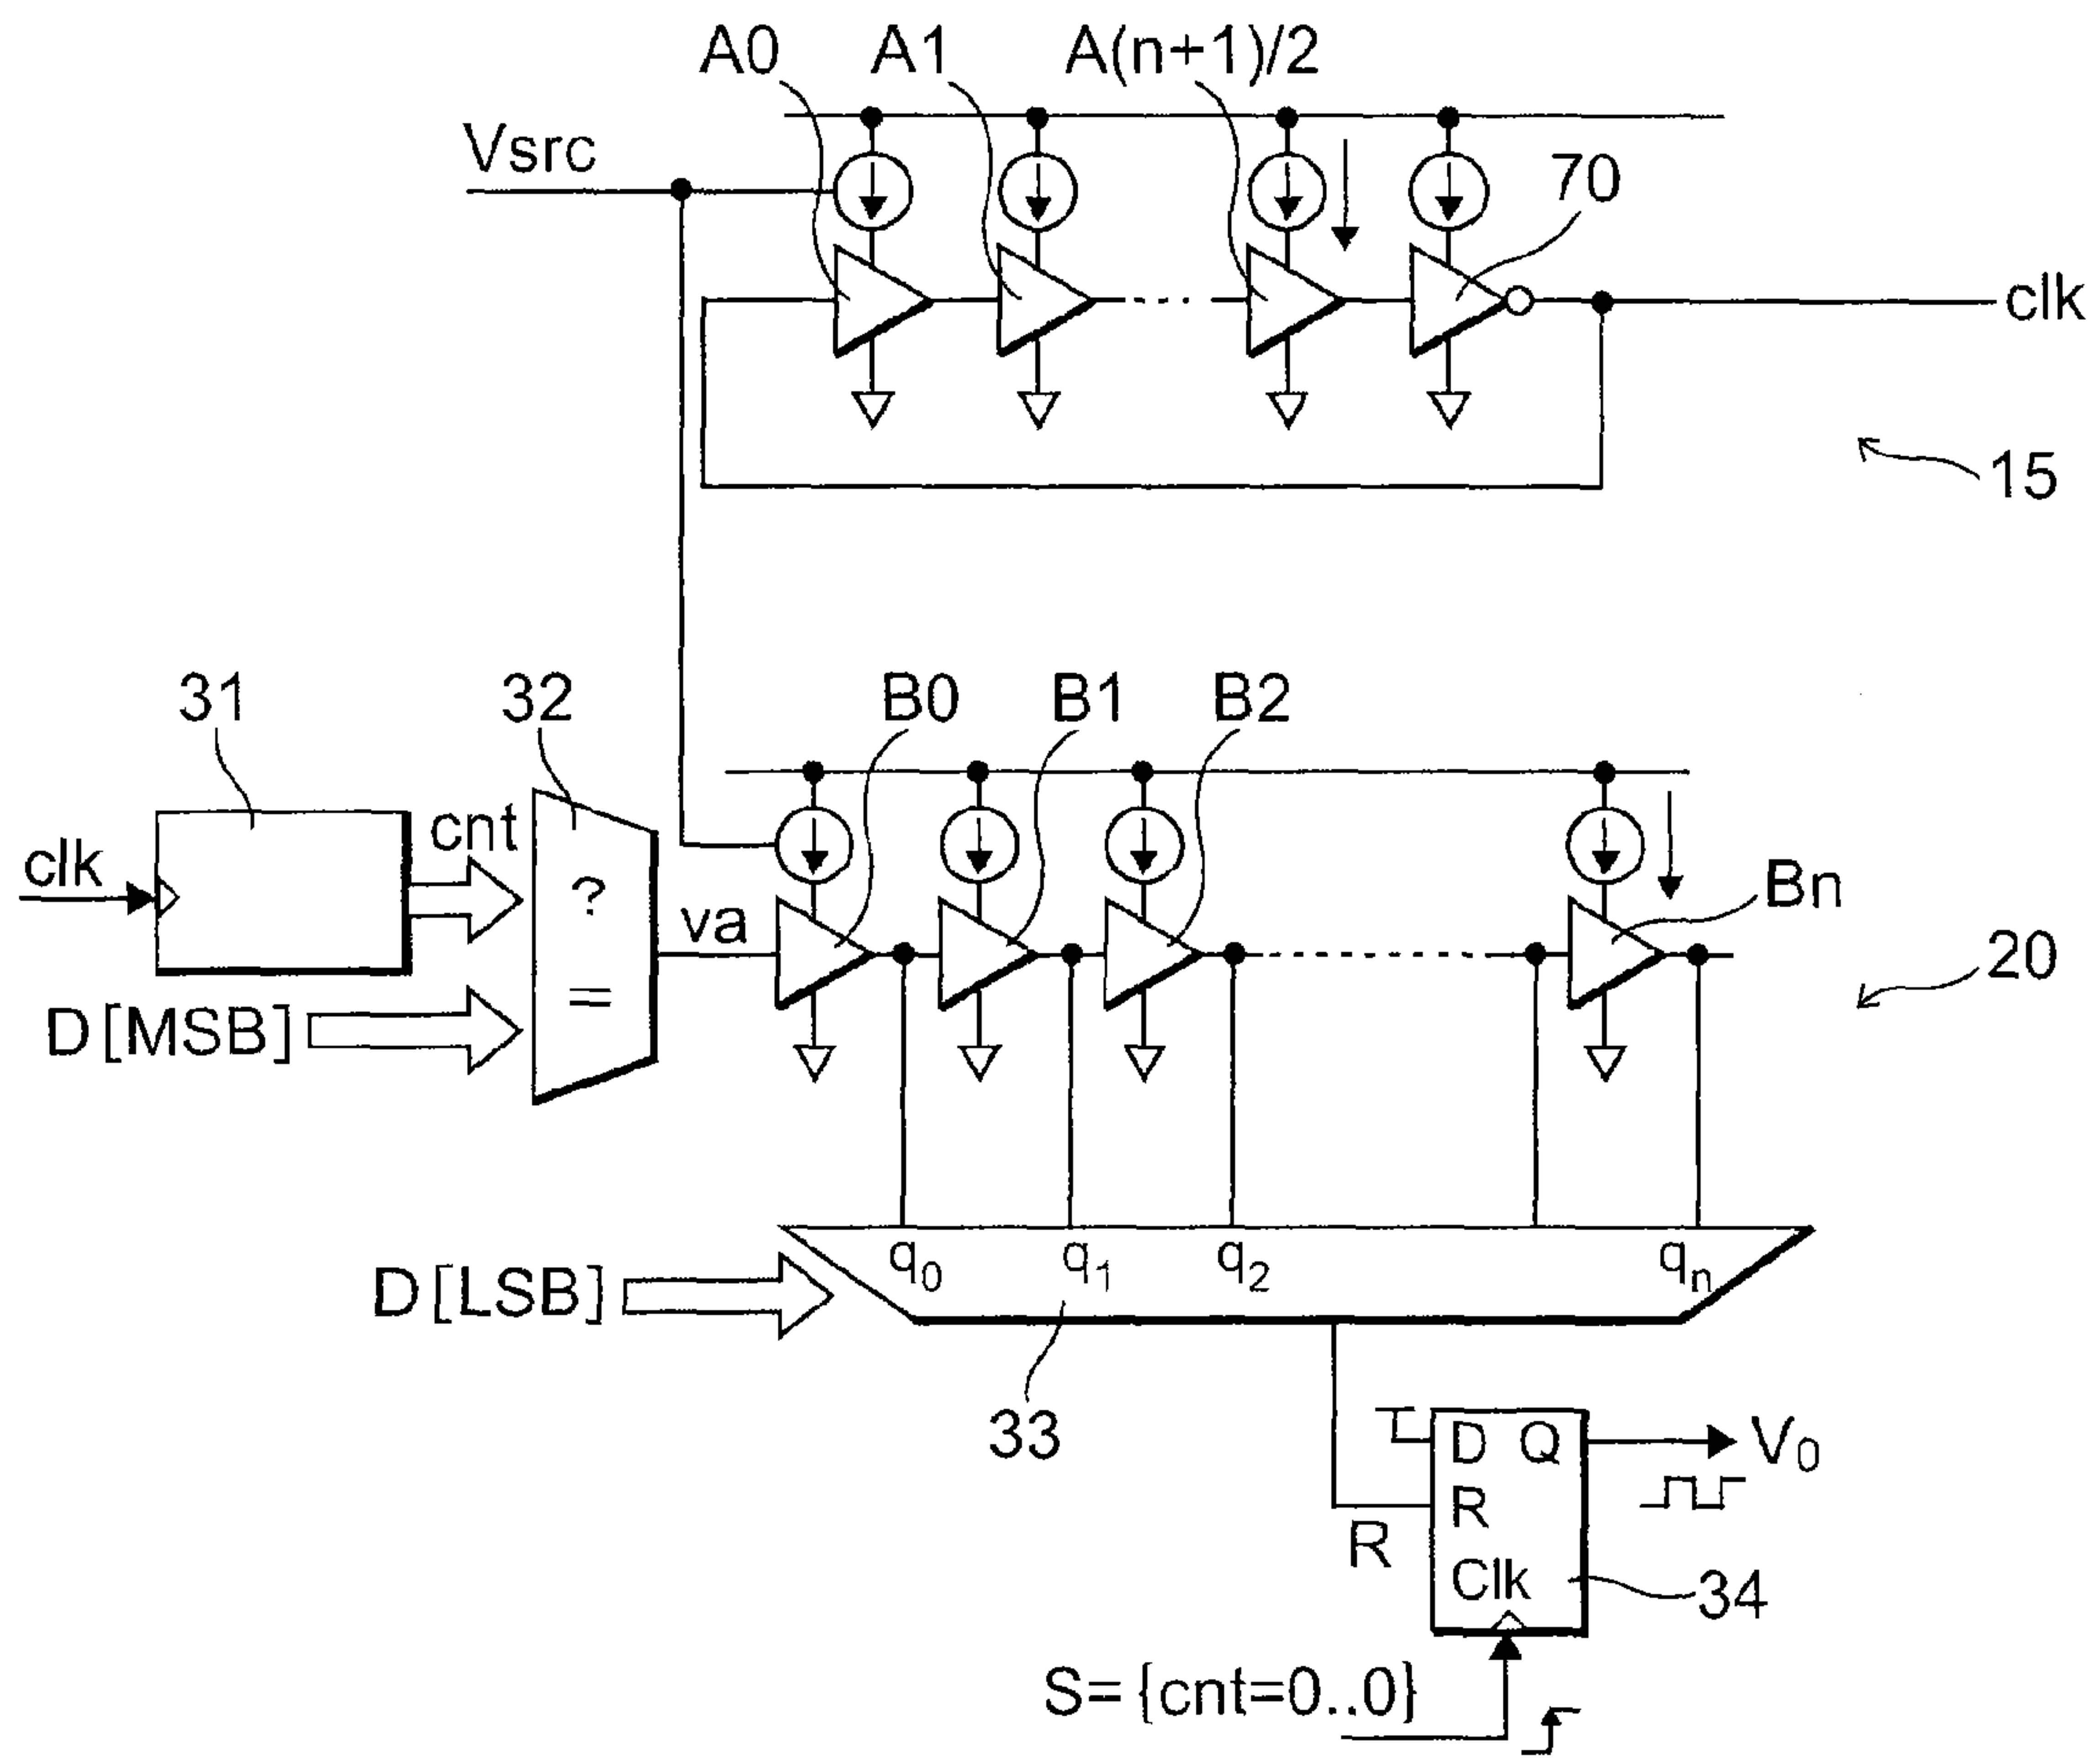 A0 A1 A(n+1)/2
Vsrc
70
clk
15
31 32 B0 B1 B2
clk cnt ? va Bn
=
D[MSB]
20
q0 q1 q2 qn
D[LSB]
33
D Q V0
R
R
Clk
34
S={cnt=0..0}